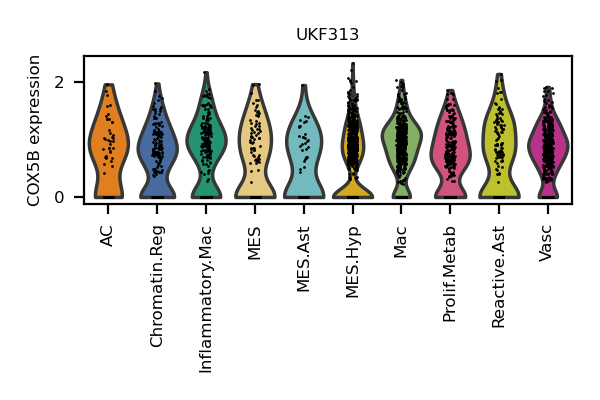 UKF313
COX5B expression
2
0
AC
Chromatin.Reg
Inflammatory.Mac
MES
MES.Ast
MES.Hyp
Mac
Prolif.Metab
Reactive.Ast
Vasc